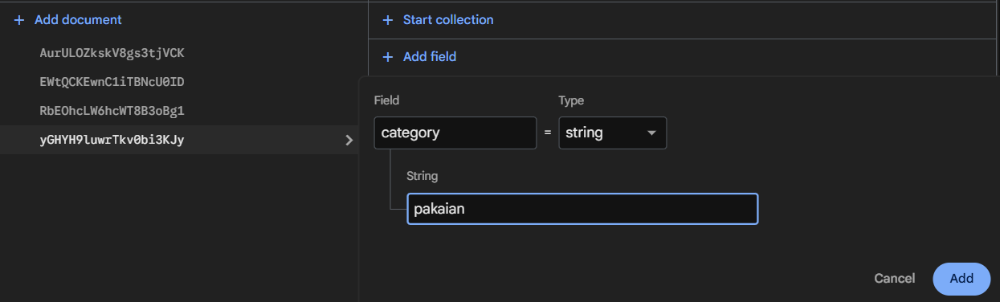 + Add document
AurULOZkskV8gs3tjVCK
EWtQCKEwnC1iTBNcU0ID
RbEOhcLW6hcWT8B3oBg1
yGHYH9luwrTkv0bi3KJy
+ Start collection
+ Add field
Field Type
category = string
String
pakaian
Cancel Add